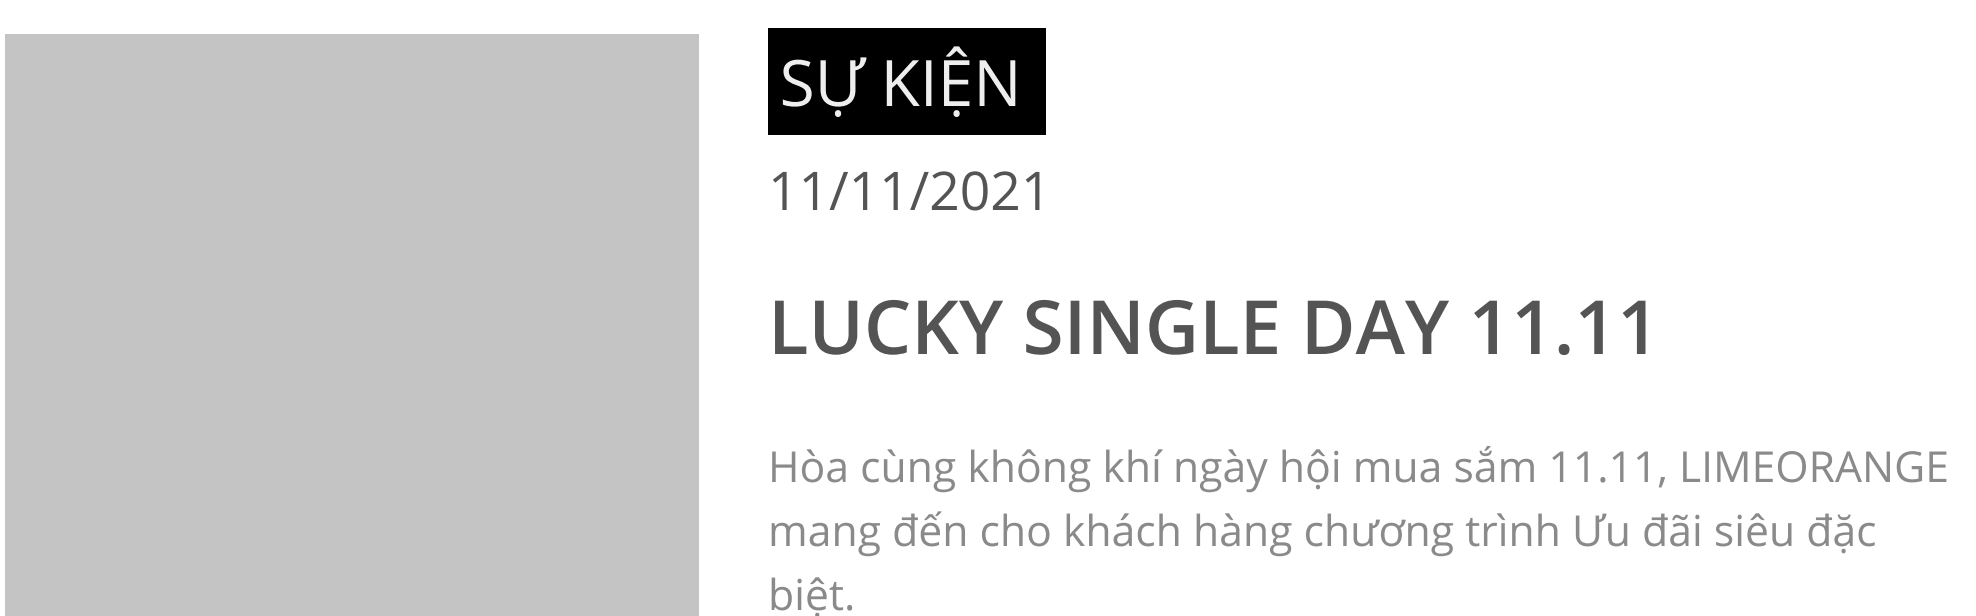 SỰ KIỆN
11/11/2021
LUCKY SINGLE DAY 11.11
Hòa cùng không khí ngày hội mua sắm 11.11, LIMEORANGE
mang đến cho khách hàng chương trình Ưu đãi siêu đặc
biệt.